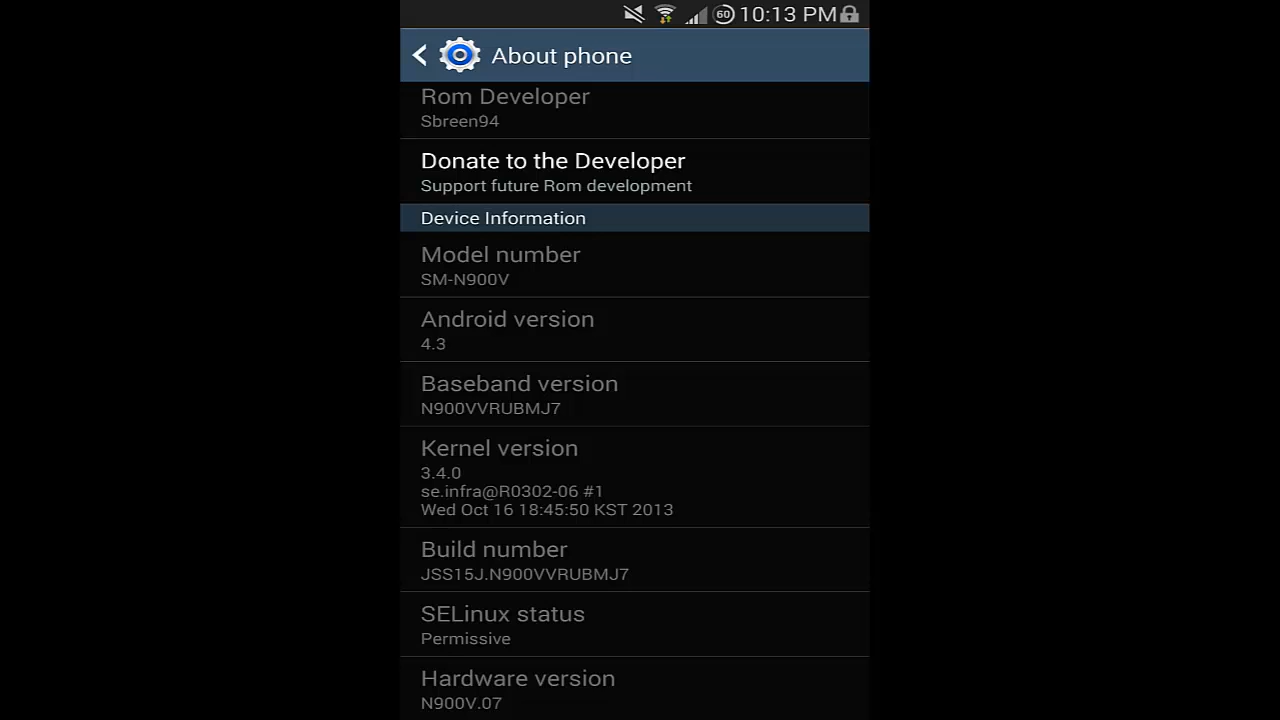 60 10:13 PM
About phone
Rom Developer
Sbreen94
Donate to the Developer
Support future Rom development
Device Information
Model number
SM-N900V
Android version
4.3
Baseband version
N900VVRUBMJ7
Kernel version
3.4.0
se.infra@R0302-06 #1
Wed Oct 16 18:45:50 KST 2013
Build number
JSS15J.N900VVRUBMJ7
SELinux status
Permissive
Hardware version
N900V.07